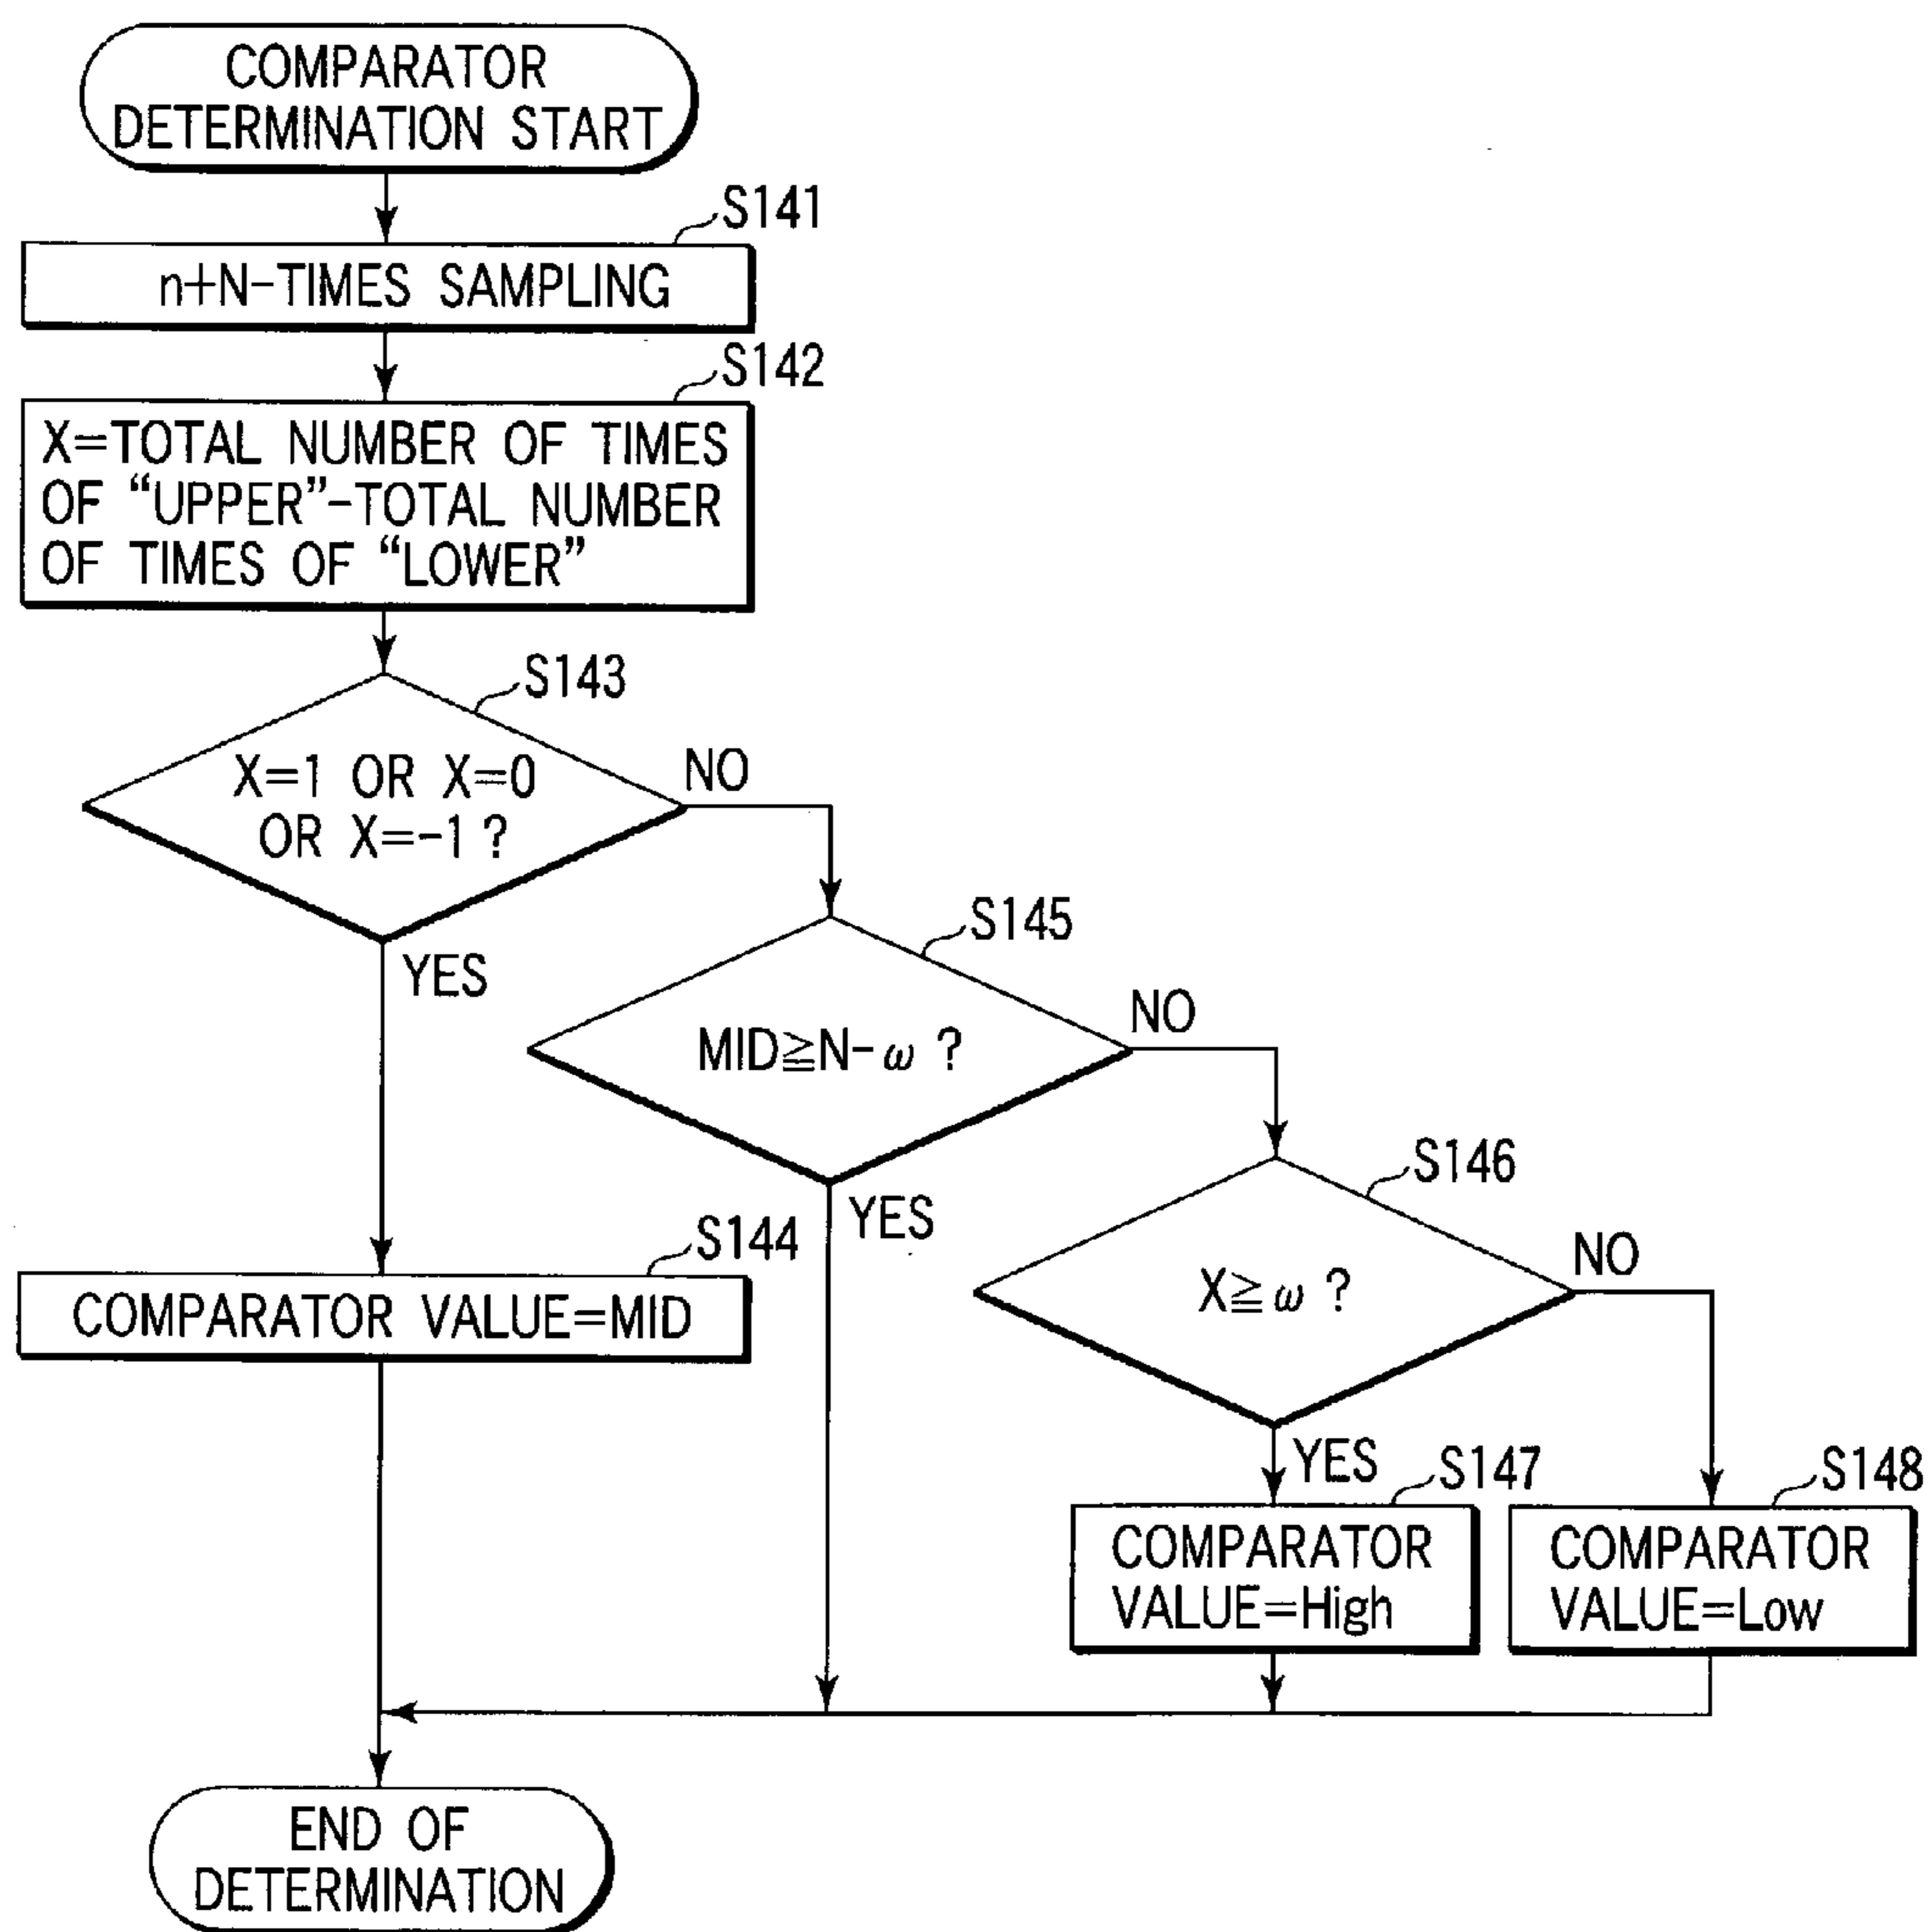 COMPARATOR
DETERMINATION START
S141
n+N-TIMES SAMPLING
S142
X=TOTAL NUMBER OF TIMES
OF “UPPER”-TOTAL NUMBER
OF TIMES OF “LOWER”
S143
X=1 OR X=0
OR X=-1 ?
NO
YES
S145
MID≧N-ω ?
NO
YES
S146
X≧ω ?
NO
YES
S144
COMPARATOR VALUE=MID
S147
COMPARATOR
VALUE=High
S148
COMPARATOR
VALUE=Low
END OF
DETERMINATION